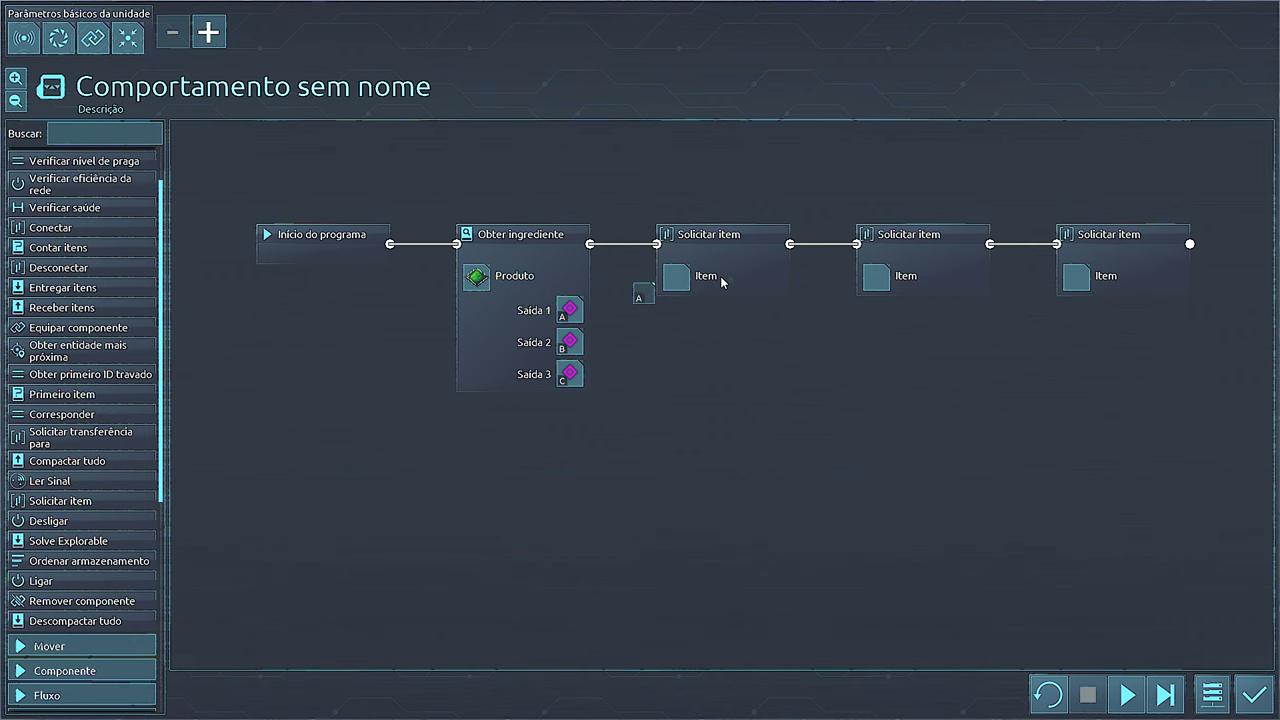 Parâmetros básicos da unidade
Comportamento sem nome
Descrição
Buscar:
Verificar nível de praga
Verificar eficiência da
rede
Verificar saúde
Conectar
Contar itens
Desconectar
Entregar itens
Receber itens
Equipar componente
Obter entidade mais
próxima
Obter primeiro ID travado
Primeiro item
Corresponder
Solicitar transferência
para
Compactar tudo
Ler Sinal
Solicitar item
Desligar
Solve Explorable
Ordenar armazenamento
Ligar
Remover componente
Descompactar tudo
Mover
Componente
Fluxo
Início do programa
Obter ingrediente
Produto
Saída 1
A
Saída 2
B
Saída 3
C
Solicitar item
Item
A
Solicitar item
Item
Solicitar item
Item